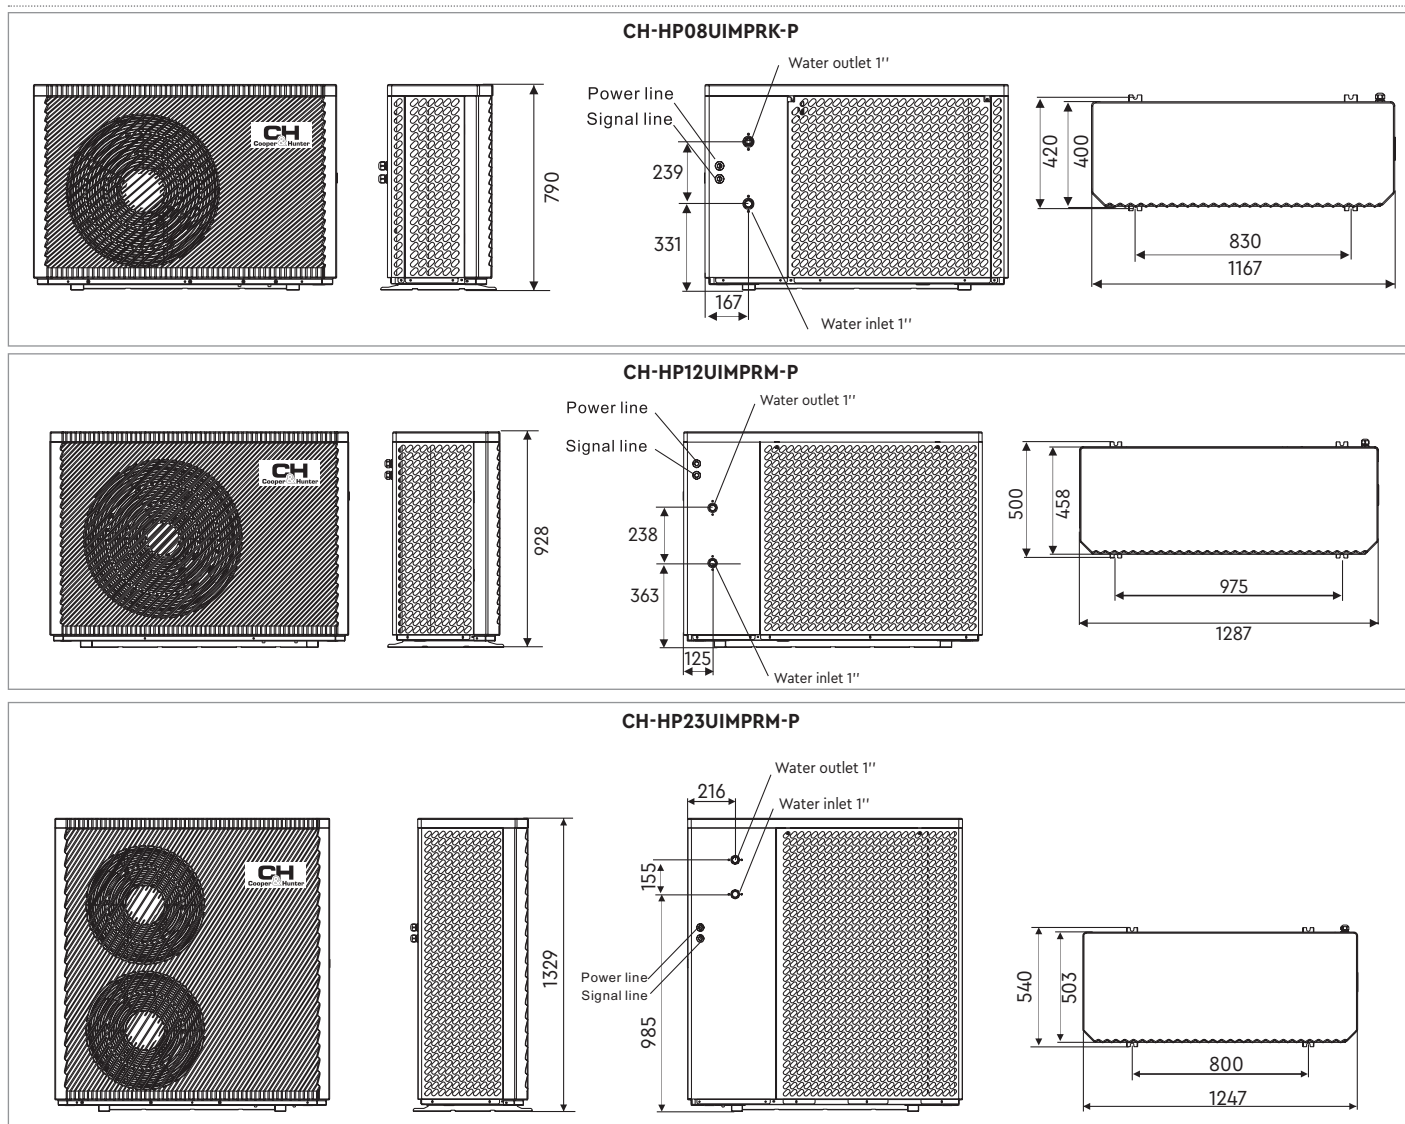 CH-HP08UIMPRK-P
CH
Cooper&Hunter
790
Water outlet 1''
Power line
Signal line
239
331
167
Water inlet 1''
420
400
830
1167
CH-HP12UIMPRM-P
CH
Cooper&Hunter
928
Water outlet 1''
Power line
Signal line
238
363
125
Water inlet 1''
500
458
975
1287
CH-HP23UIMPRM-P
CH
Cooper&Hunter
1329
Water outlet 1''
216
Water inlet 1''
155
Power line
Signal line
985
540
503
800
1247